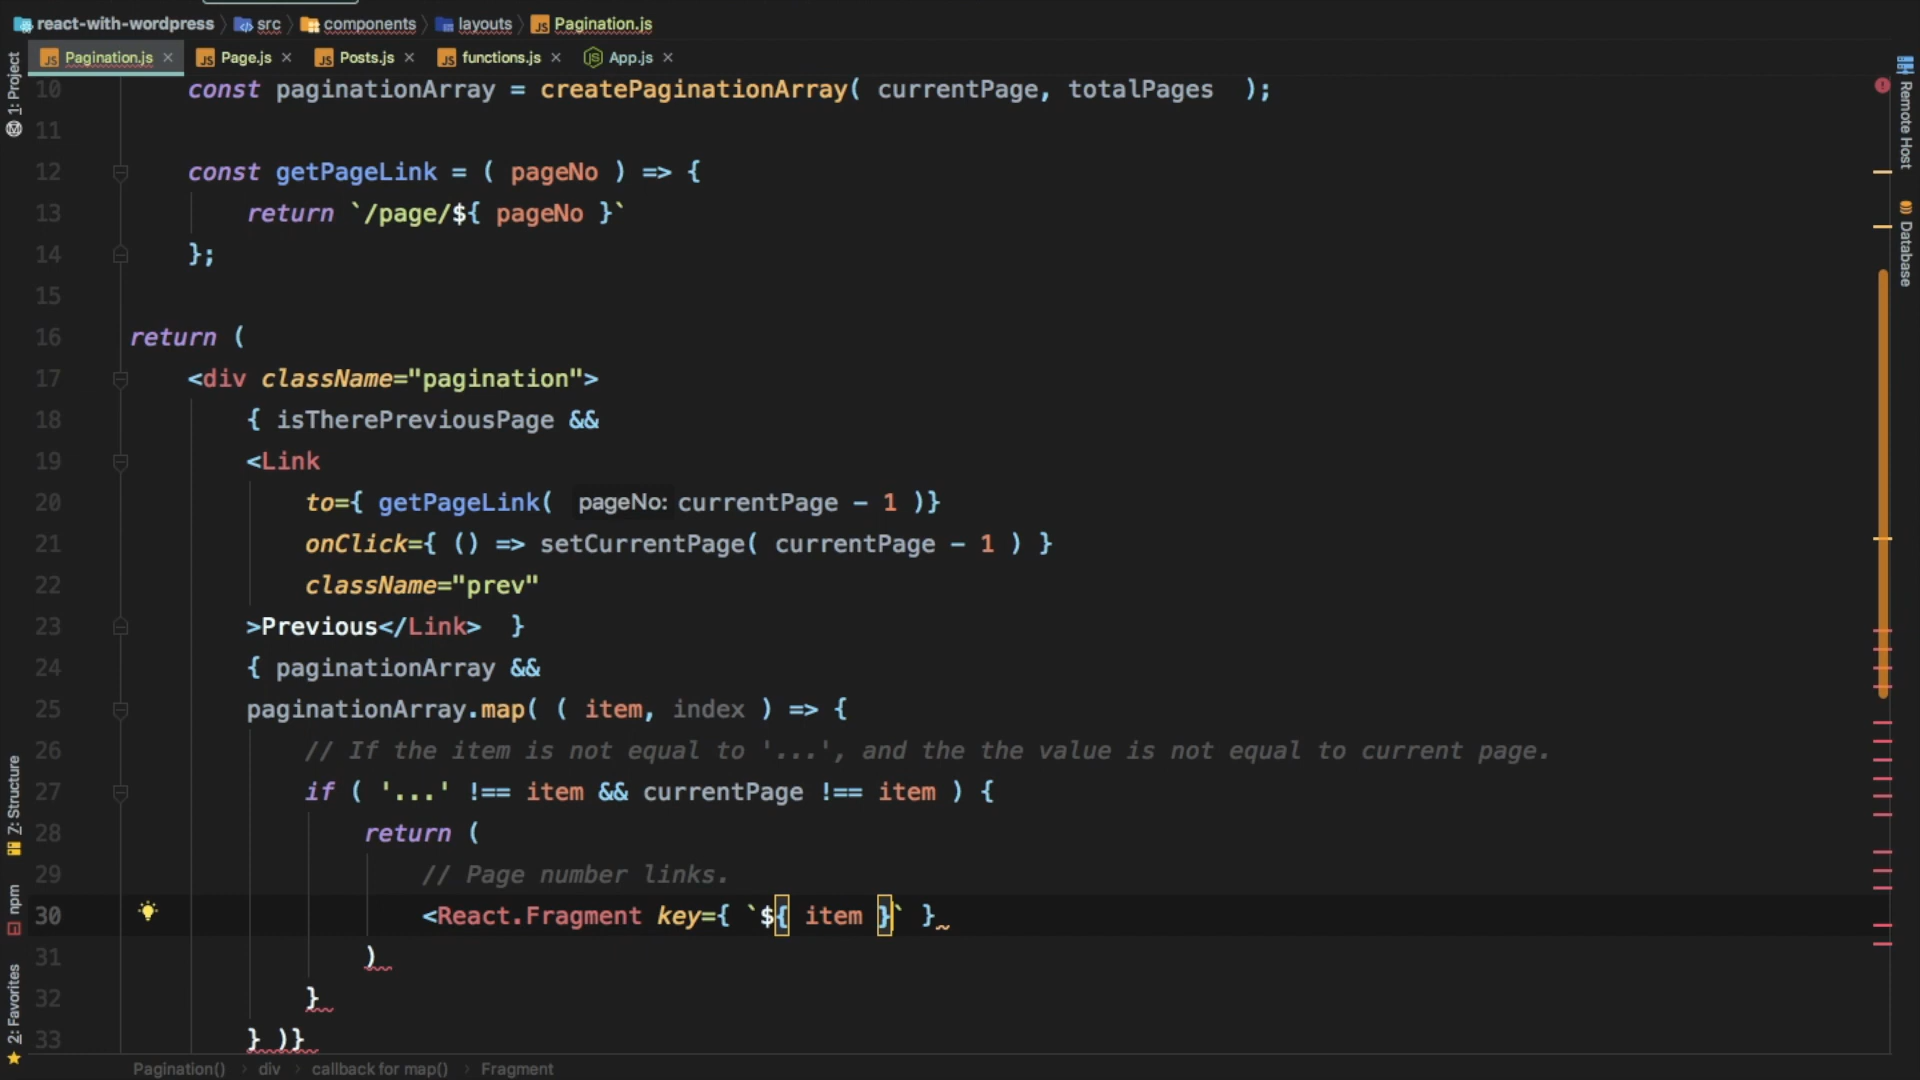 react-with-wordpress src components layouts Pagination.js
Pagination.js Page.js Posts.js functions.js App.js
10 const paginationArray = createPaginationArray( currentPage, totalPages );
11
12 const getPageLink = ( pageNo ) => {
13 return `/page/${ pageNo }`
14 };
15
16 return (
17 <div className="pagination">
18 { isTherePreviousPage &&
19 <Link
20 to={ getPageLink( pageNo: currentPage - 1 )}
21 onClick={ () => setCurrentPage( currentPage - 1 ) }
22 className="prev"
23 >Previous</Link> }
24 { paginationArray &&
25 paginationArray.map( ( item, index ) => {
26 // If the item is not equal to '...', and the the value is not equal to current page.
27 if ( '...' !== item && currentPage !== item ) {
28 return (
29 // Page number links.
30 <React.Fragment key={ `${ item }` }
31 )
32 }
33 } )}
Pagination() div callback for map() Fragment
1: Project
7: Structure
npm
2: Favorites
Remote Host
Database